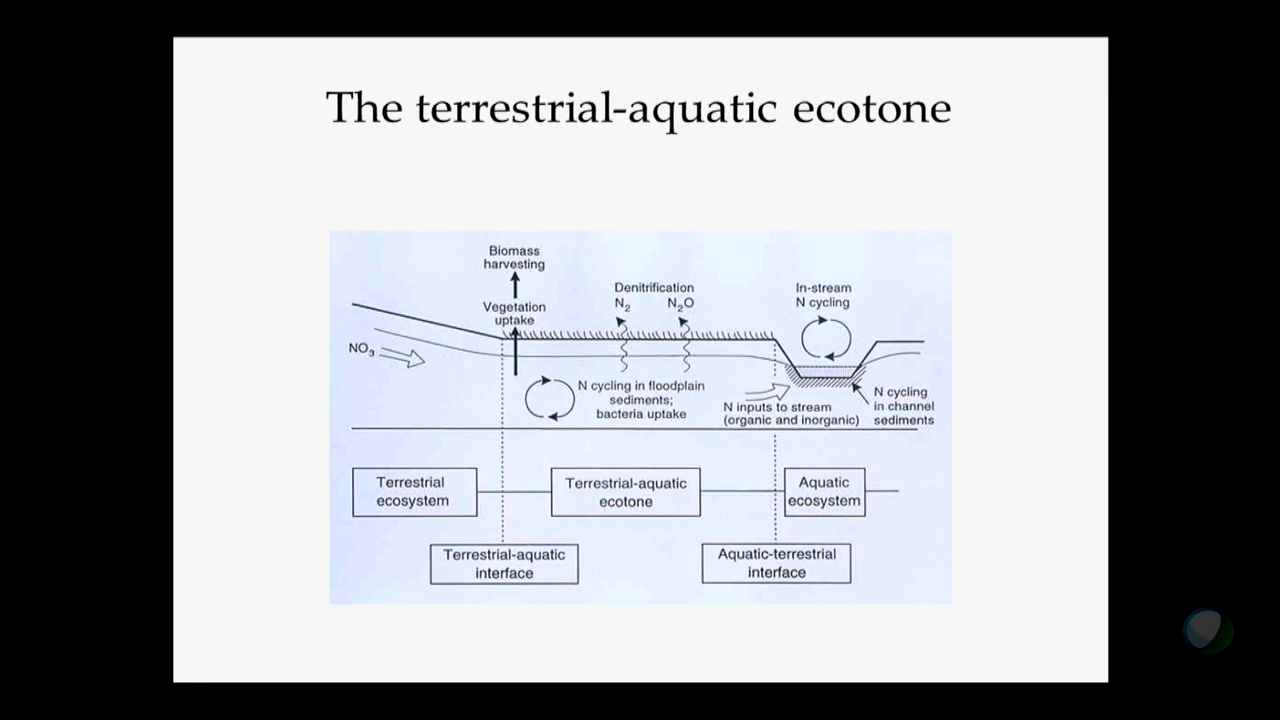 The terrestrial-aquatic ecotone
Biomass
harvesting
Vegetation
uptake
Denitrification
N₂ N₂O
In-stream
N cycling
NO₃
N cycling in floodplain
sediments;
bacteria uptake
N inputs to stream
(organic and inorganic)
N cycling
in channel
sediments
Terrestrial
ecosystem
Terrestrial-aquatic
ecotone
Aquatic
ecosystem
Terrestrial-aquatic
interface
Aquatic-terrestrial
interface